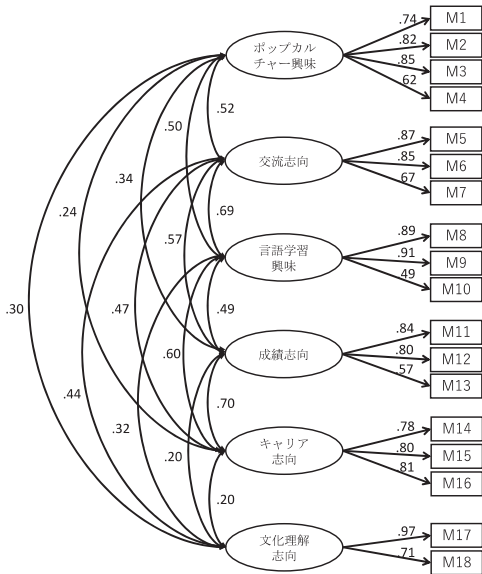 .74
M1
ポップカル
チャー興味
.82
M2
.85
M3
.62
M4
.52
.50
.87
M5
交流志向
.85
M6
.67
M7
.34
.69
.24
.57
.89
M8
言語学習
興味
.91
M9
.49
M10
.30
.47
.49
.84
M11
成績志向
.80
M12
.57
M13
.60
.44
.70
.32
.78
M14
キャリア
志向
.80
M15
.81
M16
.20
.20
.97
M17
文化理解
志向
.71
M18